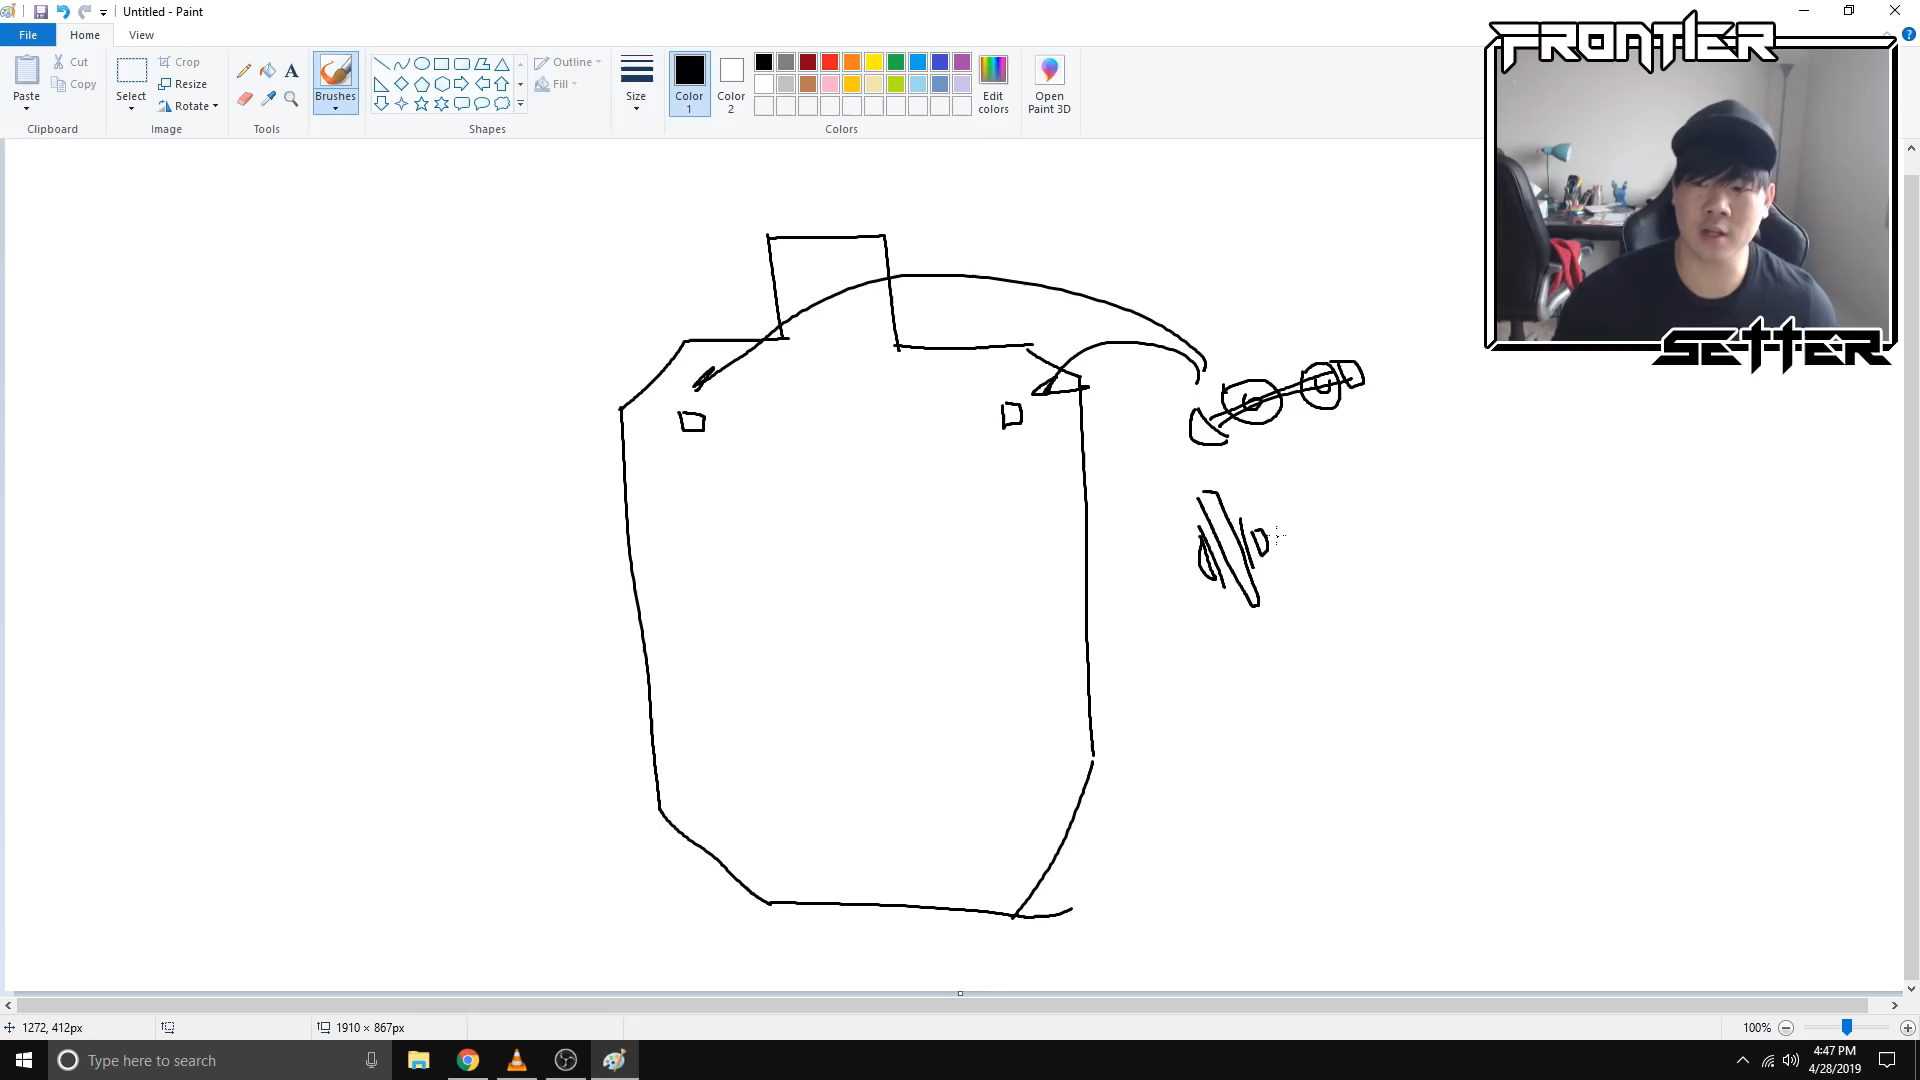 Untitled - Paint
File Home View
Paste
Cut
Copy
Clipboard
Select
Crop
Resize
Rotate
Image
Tools
Brushes
Shapes
Outline
Fill
Size
Color 1
Color 2
Edit colors
Colors
Open Paint 3D
FRONTIER
SETTER
1272, 412px
1910 × 867px
100%
Type here to search
4:47 PM
4/28/2019